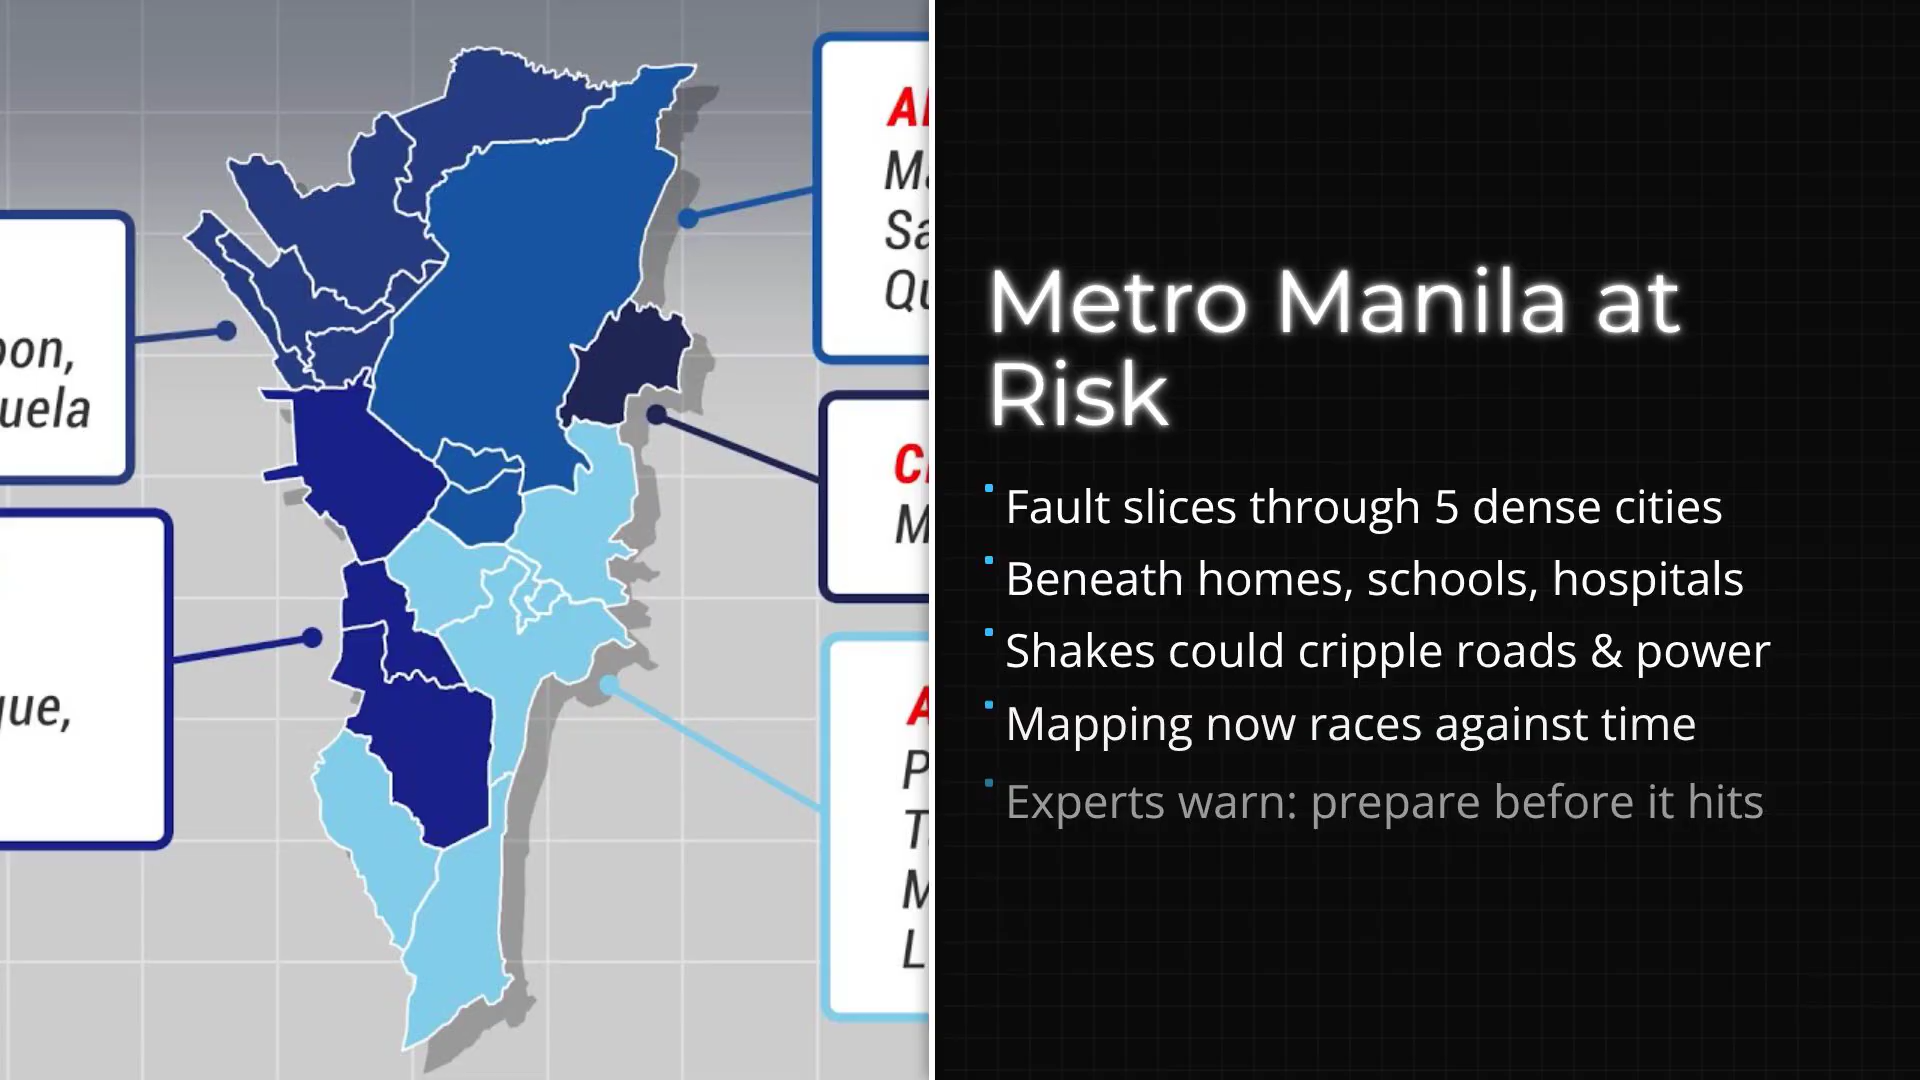 Metro Manila at
Risk
Fault slices through 5 dense cities
Beneath homes, schools, hospitals
Shakes could cripple roads & power
Mapping now races against time
Experts warn: prepare before it hits